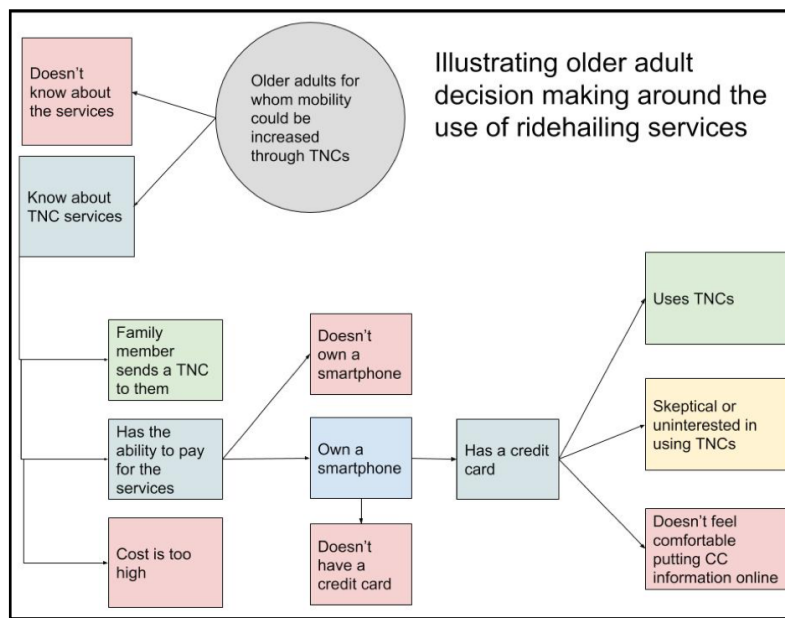 Illustrating older adult
decision making around the
use of ridehailing services
Doesn't
know about
the services
Older adults for
whom mobility
could be
increased
through TNCs
Know about
TNC services
Family
member
sends a TNC
to them
Doesn't
own a
smartphone
Uses TNCs
Has the
ability to pay
for the
services
Own a
smartphone
Has a credit
card
Skeptical or
uninterested in
using TNCs
Cost is too
high
Doesn't
have a
credit card
Doesn't feel
comfortable
putting CC
information online